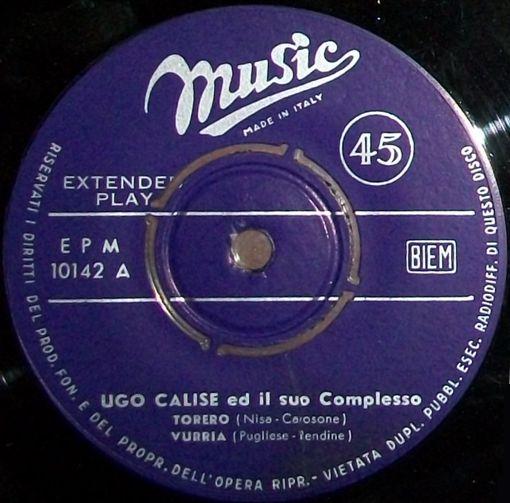 Music
MADE IN ITALY
45
EXTENDED
PLAY
E P M
10142 A
BIEM
UGO CALISE ed il suo Complesso
TORERO (Nisa - Carosone)
VURRIA (Pugliese - Rendine)
RISERVATI I DIRITTI DEL PROD. FON. E DEL PROPR. DELL'OPERA RIPR. - VIETATA DUPL. PUBBL. ESEC. RADIODIFF. DI QUESTO DISCO